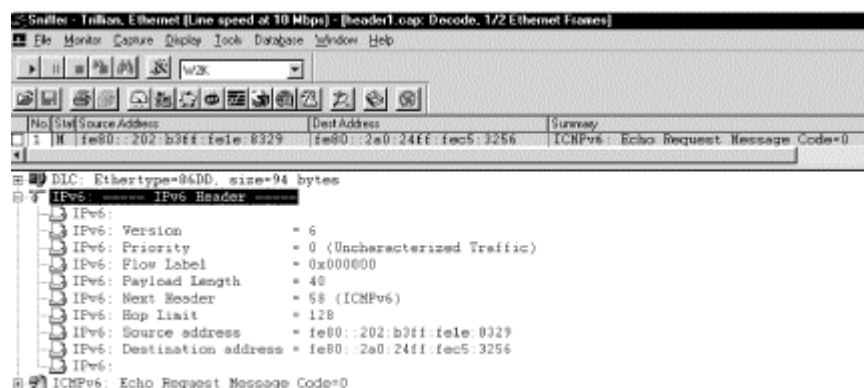 Sniffer - Trillian, Ethernet (Line speed at 10 Mbps) - [header1.cap: Decode, 1/2 Ethernet Frames]
File Monitor Capture Display Tools Database Window Help
W2K
No. Stat Source Address Dest Address Summary
1 M fe80::202:b3ff:fe1e:8329 fe80::2a0:24ff:fec5:3256 ICMPv6: Echo Request Message Code=0
DLC: Ethertype=86DD, size=94 bytes
IPv6: ----- IPv6 Header -----
IPv6:
IPv6: Version = 6
IPv6: Priority = 0 (Uncharacterized Traffic)
IPv6: Flow Label = 0x000000
IPv6: Payload Length = 40
IPv6: Next Header = 58 (ICMPv6)
IPv6: Hop Limit = 128
IPv6: Source address = fe80::202:b3ff:fe1e:8329
IPv6: Destination address = fe80::2a0:24ff:fec5:3256
IPv6:
ICMPv6: Echo Request Message Code=0